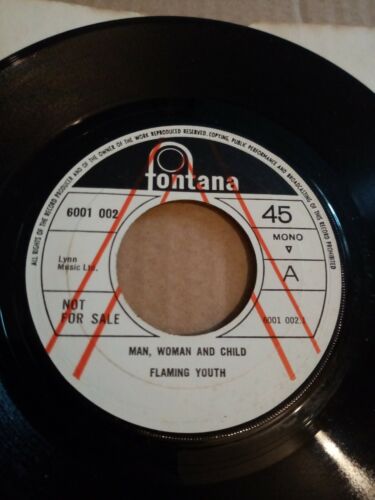 ALL RIGHTS OF THE RECORD PRODUCER AND OF THE OWNER OF THE WORK REPRODUCED RESERVED. COPYING, PUBLIC PERFORMANCE AND BROADCASTING OF THIS RECORD PROHIBITED
fontana
6001 002
45
MONO
Lynn
Music Ltd.
A
NOT
FOR SALE
6001 002.1
MAN, WOMAN AND CHILD
FLAMING YOUTH